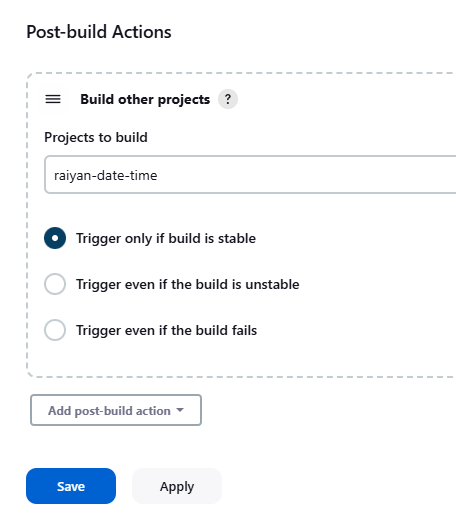 Post-build Actions
Build other projects ?
Projects to build
raiyan-date-time
Trigger only if build is stable
Trigger even if the build is unstable
Trigger even if the build fails
Add post-build action
Save Apply